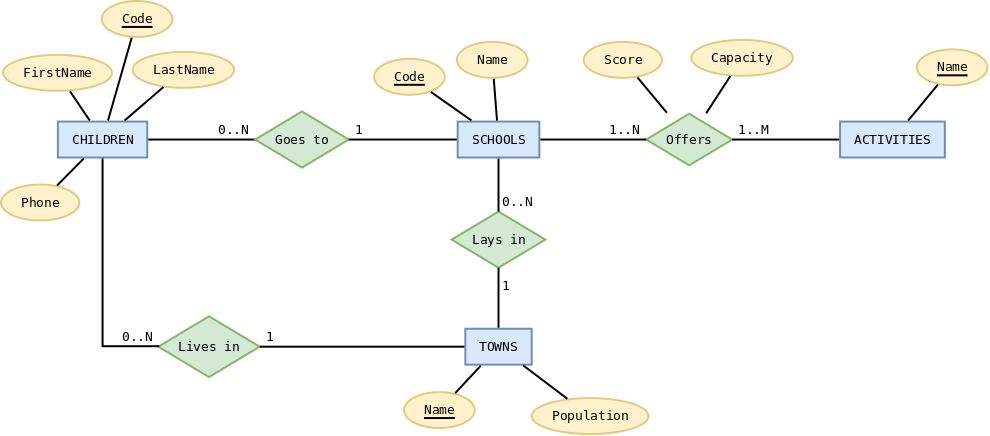 Code
FirstName
LastName
Code
Name
Score
Capacity
Name
CHILDREN
0..N
Goes to
1
SCHOOLS
1..N
Offers
1..M
ACTIVITIES
Phone
0..N
Lays in
1
0..N
Lives in
1
TOWNS
Name
Population